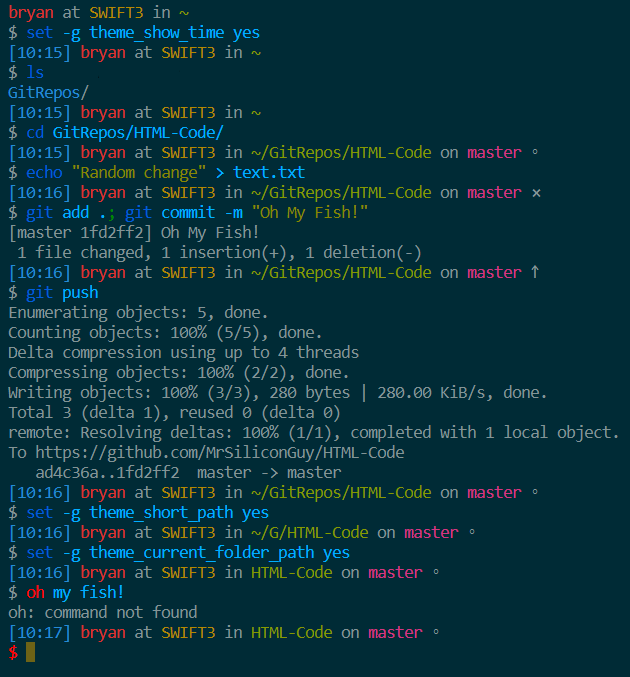 bryan at SWIFT3 in ~
$ set -g theme_show_time yes
[10:15] bryan at SWIFT3 in ~
$ ls
GitRepos/
[10:15] bryan at SWIFT3 in ~
$ cd GitRepos/HTML-Code/
[10:15] bryan at SWIFT3 in ~/GitRepos/HTML-Code on master ◦
$ echo "Random change" > text.txt
[10:16] bryan at SWIFT3 in ~/GitRepos/HTML-Code on master ×
$ git add .; git commit -m "Oh My Fish!"
[master 1fd2ff2] Oh My Fish!
 1 file changed, 1 insertion(+), 1 deletion(-)
[10:16] bryan at SWIFT3 in ~/GitRepos/HTML-Code on master ↑
$ git push
Enumerating objects: 5, done.
Counting objects: 100% (5/5), done.
Delta compression using up to 4 threads
Compressing objects: 100% (2/2), done.
Writing objects: 100% (3/3), 280 bytes | 280.00 KiB/s, done.
Total 3 (delta 1), reused 0 (delta 0)
remote: Resolving deltas: 100% (1/1), completed with 1 local object.
To https://github.com/MrSiliconGuy/HTML-Code
   ad4c36a..1fd2ff2  master -> master
[10:16] bryan at SWIFT3 in ~/GitRepos/HTML-Code on master ◦
$ set -g theme_short_path yes
[10:16] bryan at SWIFT3 in ~/G/HTML-Code on master ◦
$ set -g theme_current_folder_path yes
[10:16] bryan at SWIFT3 in HTML-Code on master ◦
$ oh my fish!
oh: command not found
[10:17] bryan at SWIFT3 in HTML-Code on master ◦
$